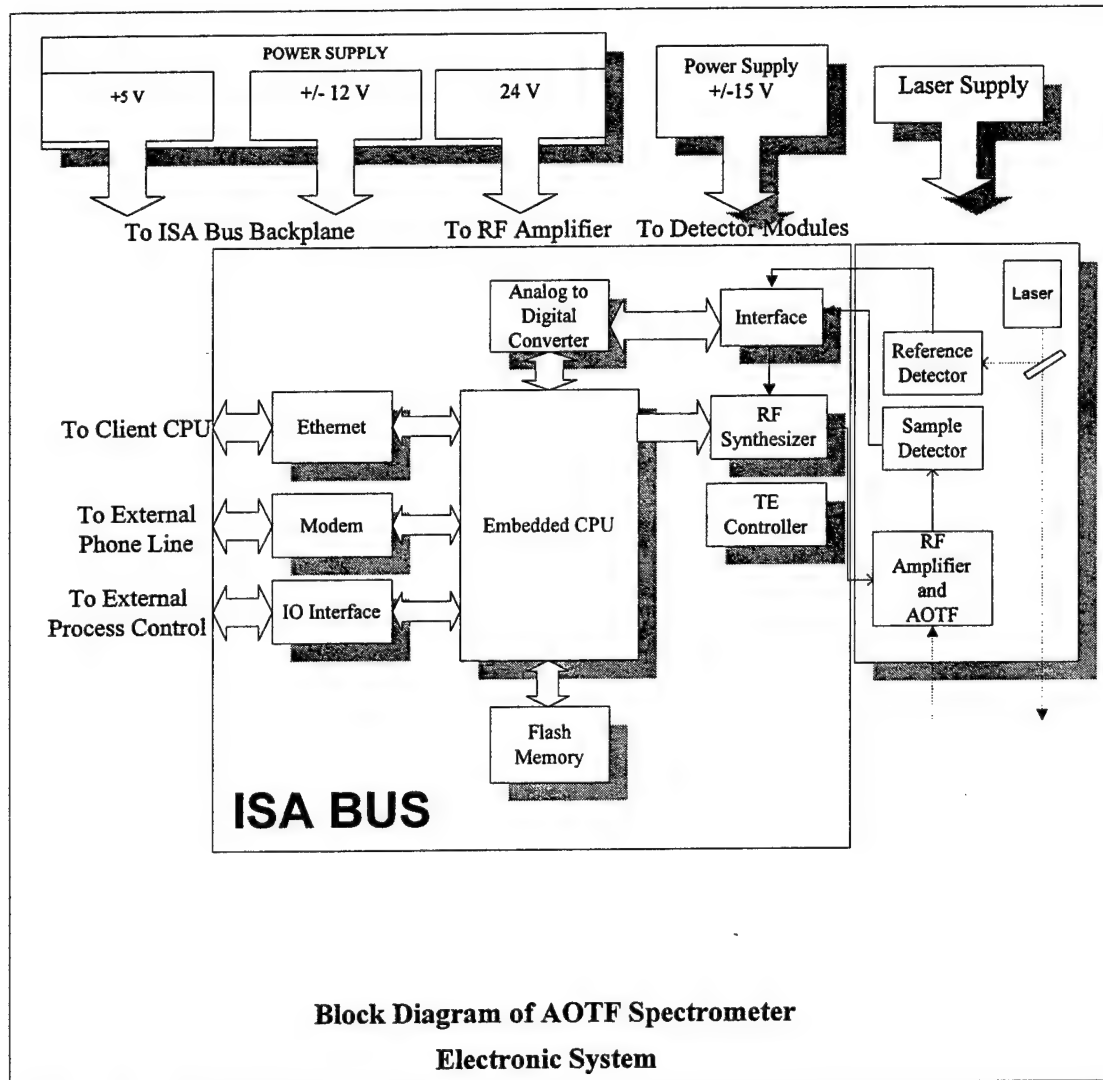 POWER SUPPLY
+5 V
+/- 12 V
24 V
Power Supply
+/-15 V
Laser Supply
To ISA Bus Backplane
To RF Amplifier
To Detector Modules
Analog to
Digital
Converter
Interface
Laser
Reference
Detector
To Client CPU
Ethernet
RF
Synthesizer
Sample
Detector
To External
Phone Line
Modem
Embedded CPU
TE
Controller
RF
Amplifier
and
AOTF
To External
Process Control
IO Interface
Flash
Memory
ISA BUS
Block Diagram of AOTF Spectrometer
Electronic System